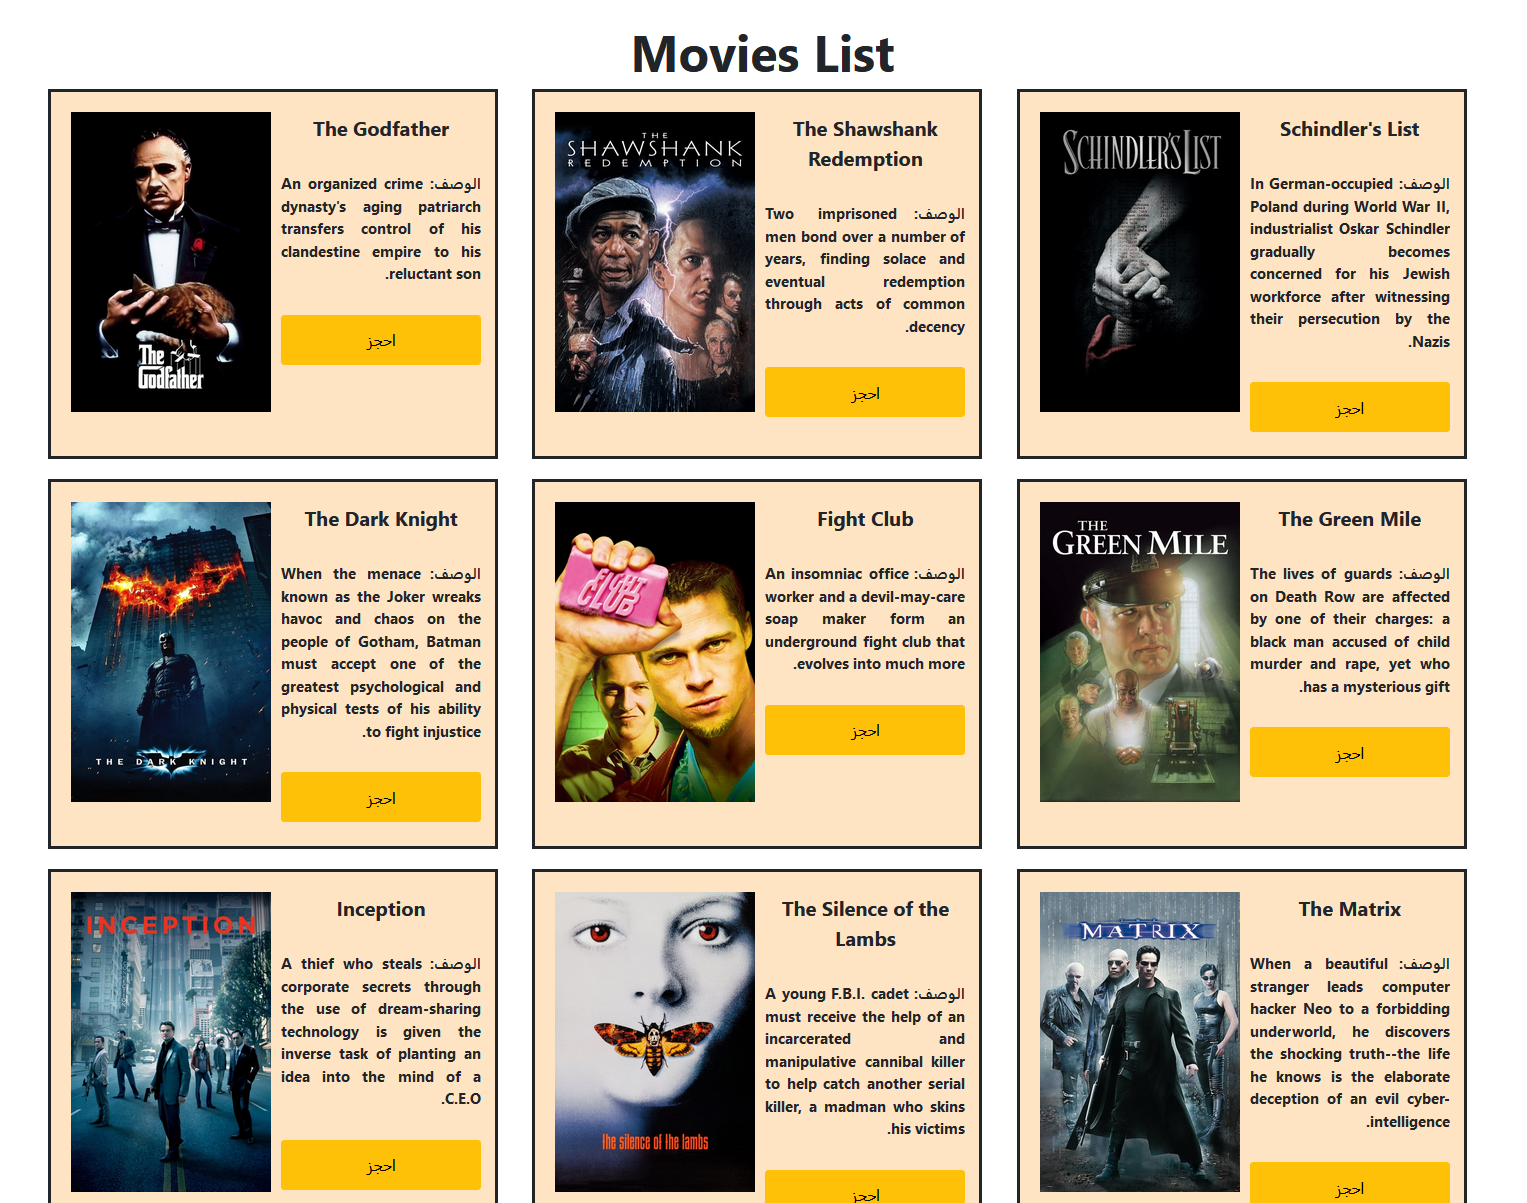 Movies List
The Godfather
الوصف: An organized crime
dynasty's aging patriarch
transfers control of his
clandestine empire to his
.reluctant son
احجز
The
Godfather
The Shawshank
Redemption
الوصف: Two imprisoned
men bond over a number of
years, finding solace and
eventual redemption
through acts of common
.decency
احجز
THE
SHAWSHANK
REDEMPTION
Schindler's List
الوصف: In German-occupied
Poland during World War II,
industrialist Oskar Schindler
gradually becomes
concerned for his Jewish
workforce after witnessing
their persecution by the
.Nazis
احجز
SCHINDLER'S LIST
The Dark Knight
الوصف: When the menace
known as the Joker wreaks
havoc and chaos on the
people of Gotham, Batman
must accept one of the
greatest psychological and
physical tests of his ability
.to fight injustice
احجز
THE DARK KNIGHT
Fight Club
الوصف: An insomniac office
worker and a devil-may-care
soap maker form an
underground fight club that
.evolves into much more
احجز
FIGHT
CLUB
The Green Mile
الوصف: The lives of guards
on Death Row are affected
by one of their charges: a
black man accused of child
murder and rape, yet who
.has a mysterious gift
احجز
THE
GREEN MILE
Inception
الوصف: A thief who steals
corporate secrets through
the use of dream-sharing
technology is given the
inverse task of planting an
idea into the mind of a
.C.E.O
احجز
INCEPTION
The Silence of the
Lambs
الوصف: A young F.B.I. cadet
must receive the help of an
incarcerated and
manipulative cannibal killer
to help catch another serial
killer, a madman who skins
.his victims
احجز
the silence of the lambs
The Matrix
الوصف: When a beautiful
stranger leads computer
hacker Neo to a forbidding
underworld, he discovers
the shocking truth--the life
he knows is the elaborate
deception of an evil cyber-
.intelligence
احجز
MATRIX